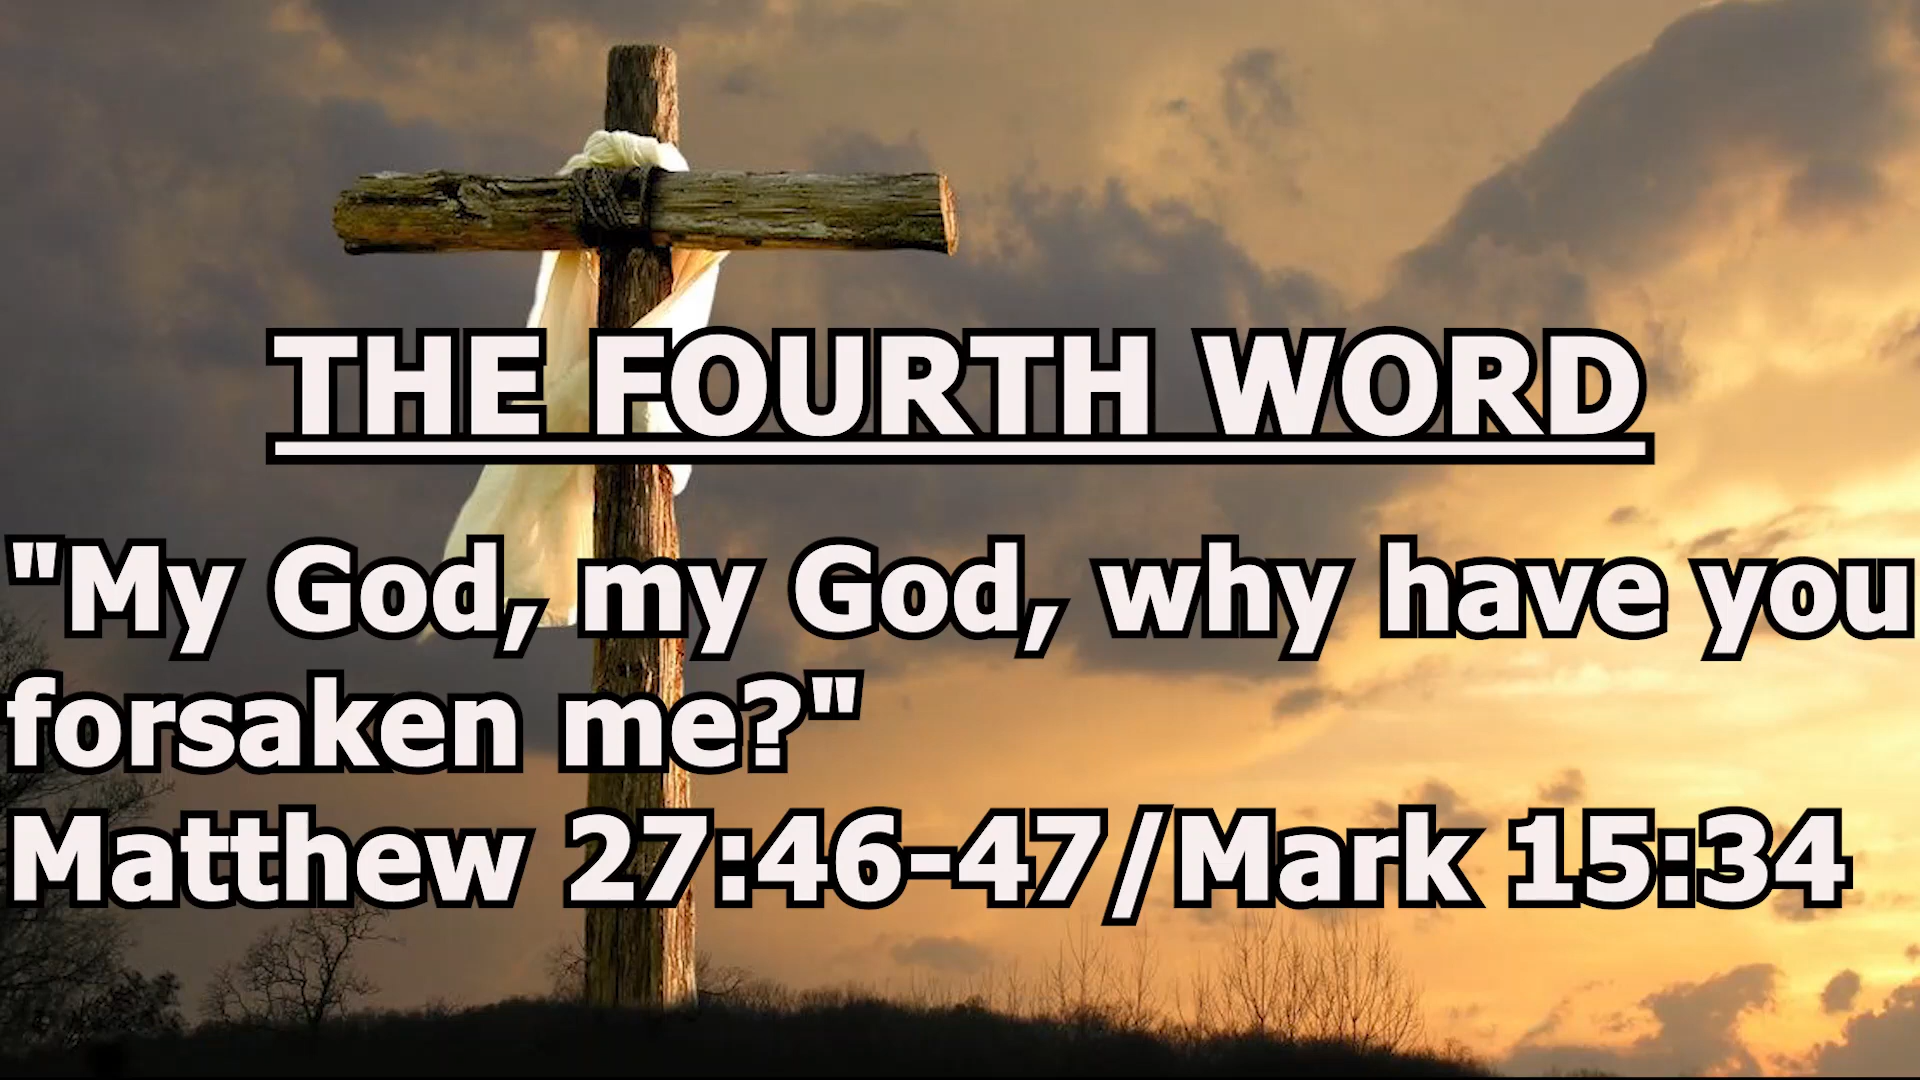 THE FOURTH WORD
"My God, my God, why have you
forsaken me?"
Matthew 27:46-47/Mark 15:34